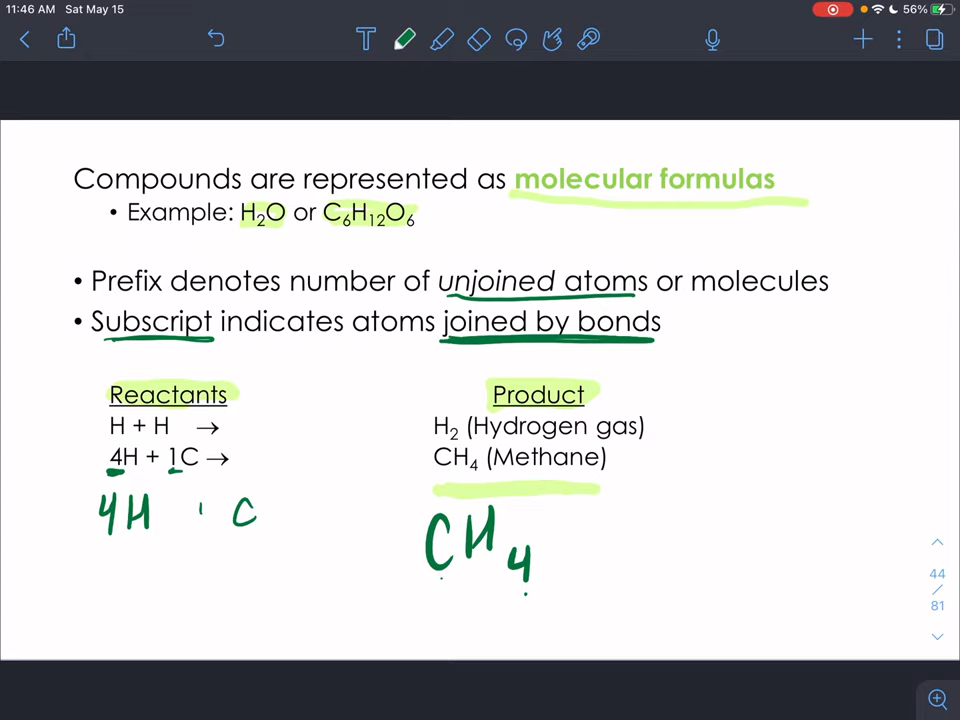 11:46 AM Sat May 15
56%
T
Compounds are represented as molecular formulas
• Example: H₂O or C₆H₁₂O₆
• Prefix denotes number of unjoined atoms or molecules
• Subscript indicates atoms joined by bonds
Reactants Product
H + H → H₂ (Hydrogen gas)
4H + 1C → CH₄ (Methane)
4H ı C
CH₄
44
/
81